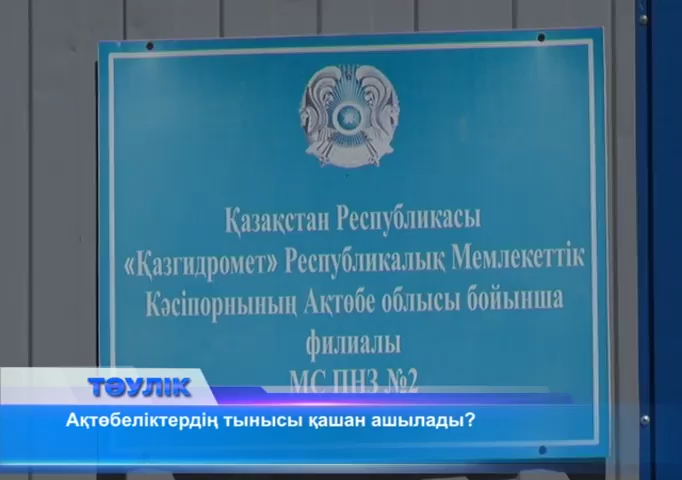 Қазақстан Республикасы
«Қазгидромет» Республикалық Мемлекеттік
Кәсіпорнының Ақтөбе облысы бойынша
филиалы
МС ПНЗ №2
ТӘУЛІК
Ақтөбеліктердің тынысы қашан ашылады?